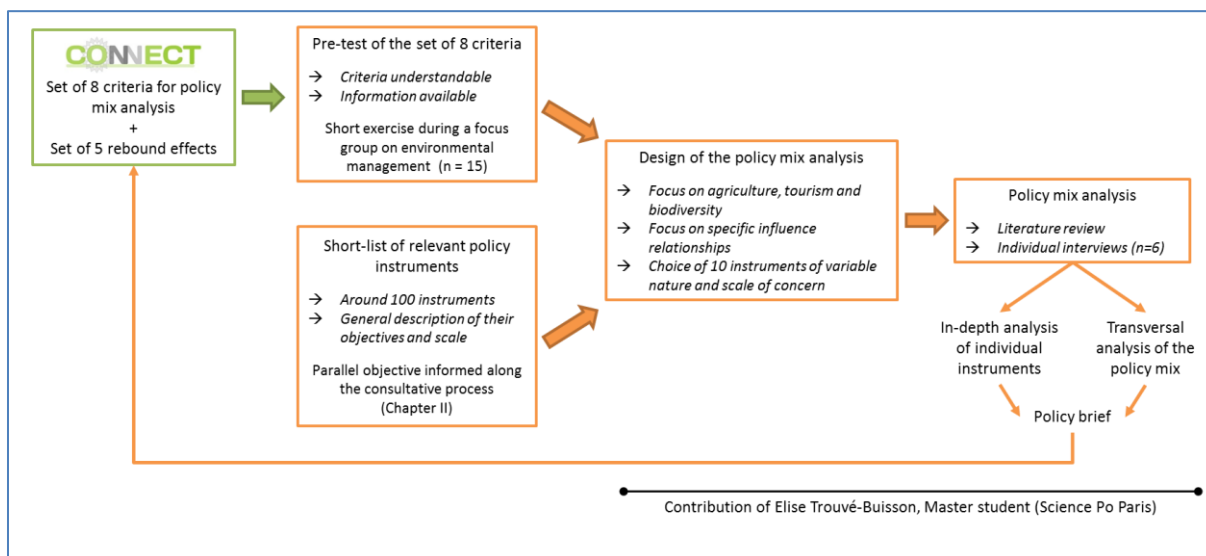 CONNECT
Set of 8 criteria for policy
mix analysis
+
Set of 5 rebound effects
Pre-test of the set of 8 criteria
→ Criteria understandable
→ Information available
Short exercise during a focus
group on environmental
management (n = 15)
Short-list of relevant policy
instruments
→ Around 100 instruments
→ General description of their
objectives and scale
Parallel objective informed along
the consultative process
(Chapter II)
Design of the policy mix analysis
→ Focus on agriculture, tourism and
biodiversity
→ Focus on specific influence
relationships
→ Choice of 10 instruments of variable
nature and scale of concern
Policy mix analysis
→ Literature review
→ Individual interviews (n=6)
In-depth analysis
of individual
instruments
Transversal
analysis of the
policy mix
Policy brief
Contribution of Elise Trouvé-Buisson, Master student (Science Po Paris)